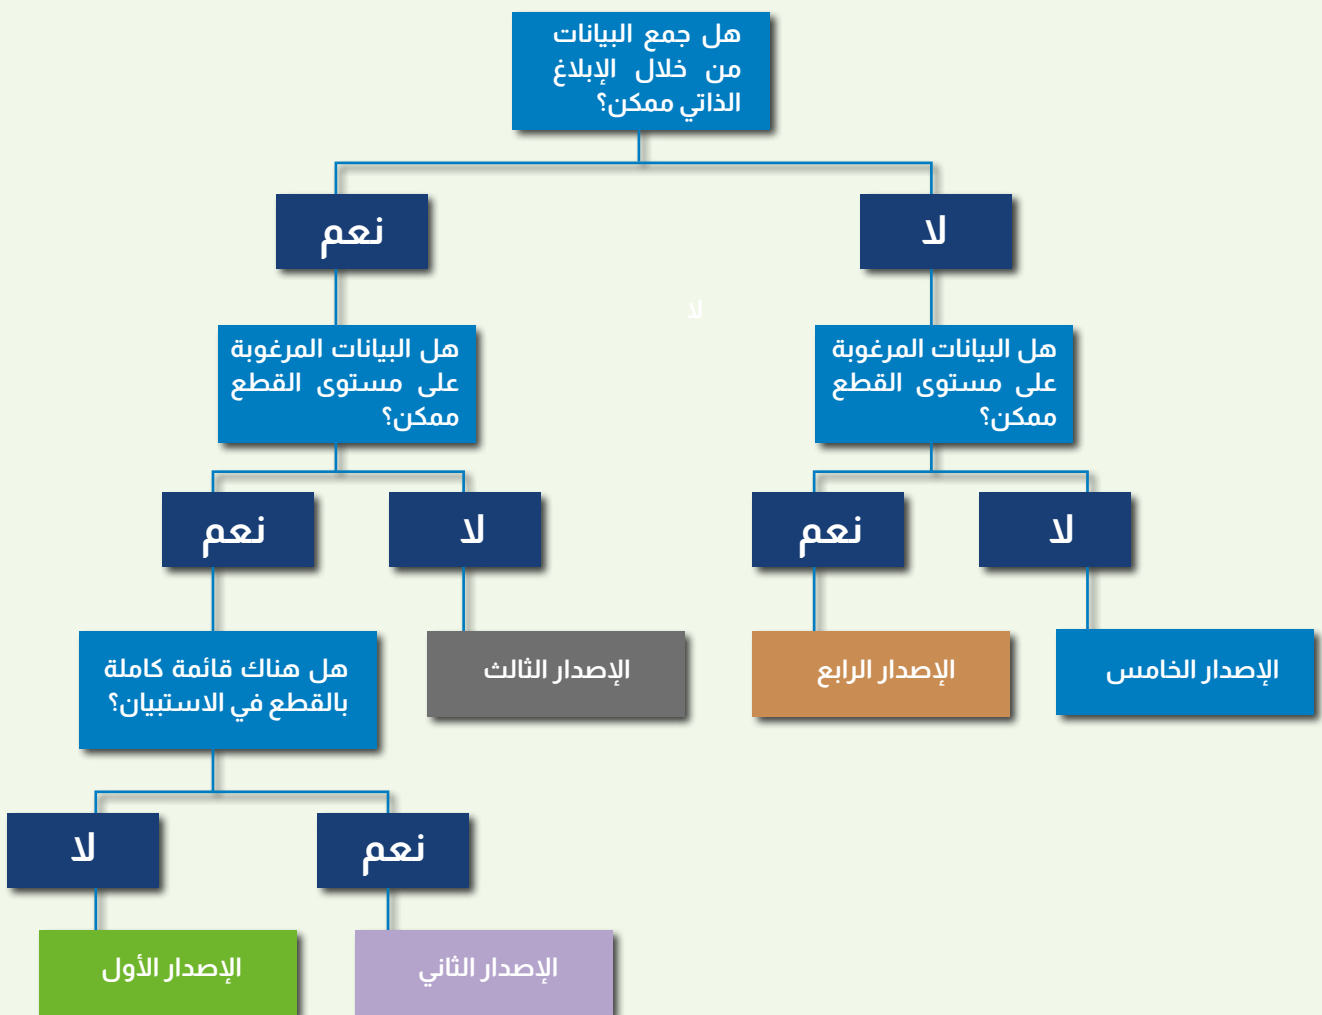 هل جمع البيانات
من خلال الإبلاغ
الذاتي ممكن؟
لا
نعم
لا
هل البيانات المرغوبة
على مستوى القطع
ممكن؟
هل البيانات المرغوبة
على مستوى القطع
ممكن؟
لا
نعم
لا
نعم
الإصدار الخامس
الإصدار الرابع
الإصدار الثالث
هل هناك قائمة كاملة
بالقطع في الاستبيان؟
نعم
لا
الإصدار الثاني
الإصدار الأول